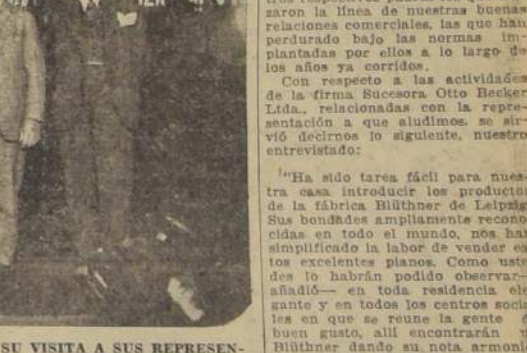 SU VISITA A SUS REPRESEN-
zaron la línea de nuestras buenas
relaciones comerciales, las que han
perdurado bajo las normas im-
plantadas por ellos a lo largo de
los años ya corridos.
Con respecto a las actividades
de la firma Sucesora Otto Becker
Ltda., relacionadas con la repre-
sentación a que aludimos, se sir-
vió decirnos lo siguiente, nuestro
entrevistado:
"Ha sido tarea fácil para nues-
tra casa introducir los producto
de la fábrica Blüthner de Leipzig
Sus bondades ampliamente recono
cidas en todo el mundo, nos han
simplificado la labor de vender es
tos excelentes pianos. Como uste
des lo habrán podido observar—
añadió— en toda residencia ele
gante y en todos los centros socia
les en que se reune la gente d
buen gusto, allí encontrarán u
Blüthner dando su nota armoni